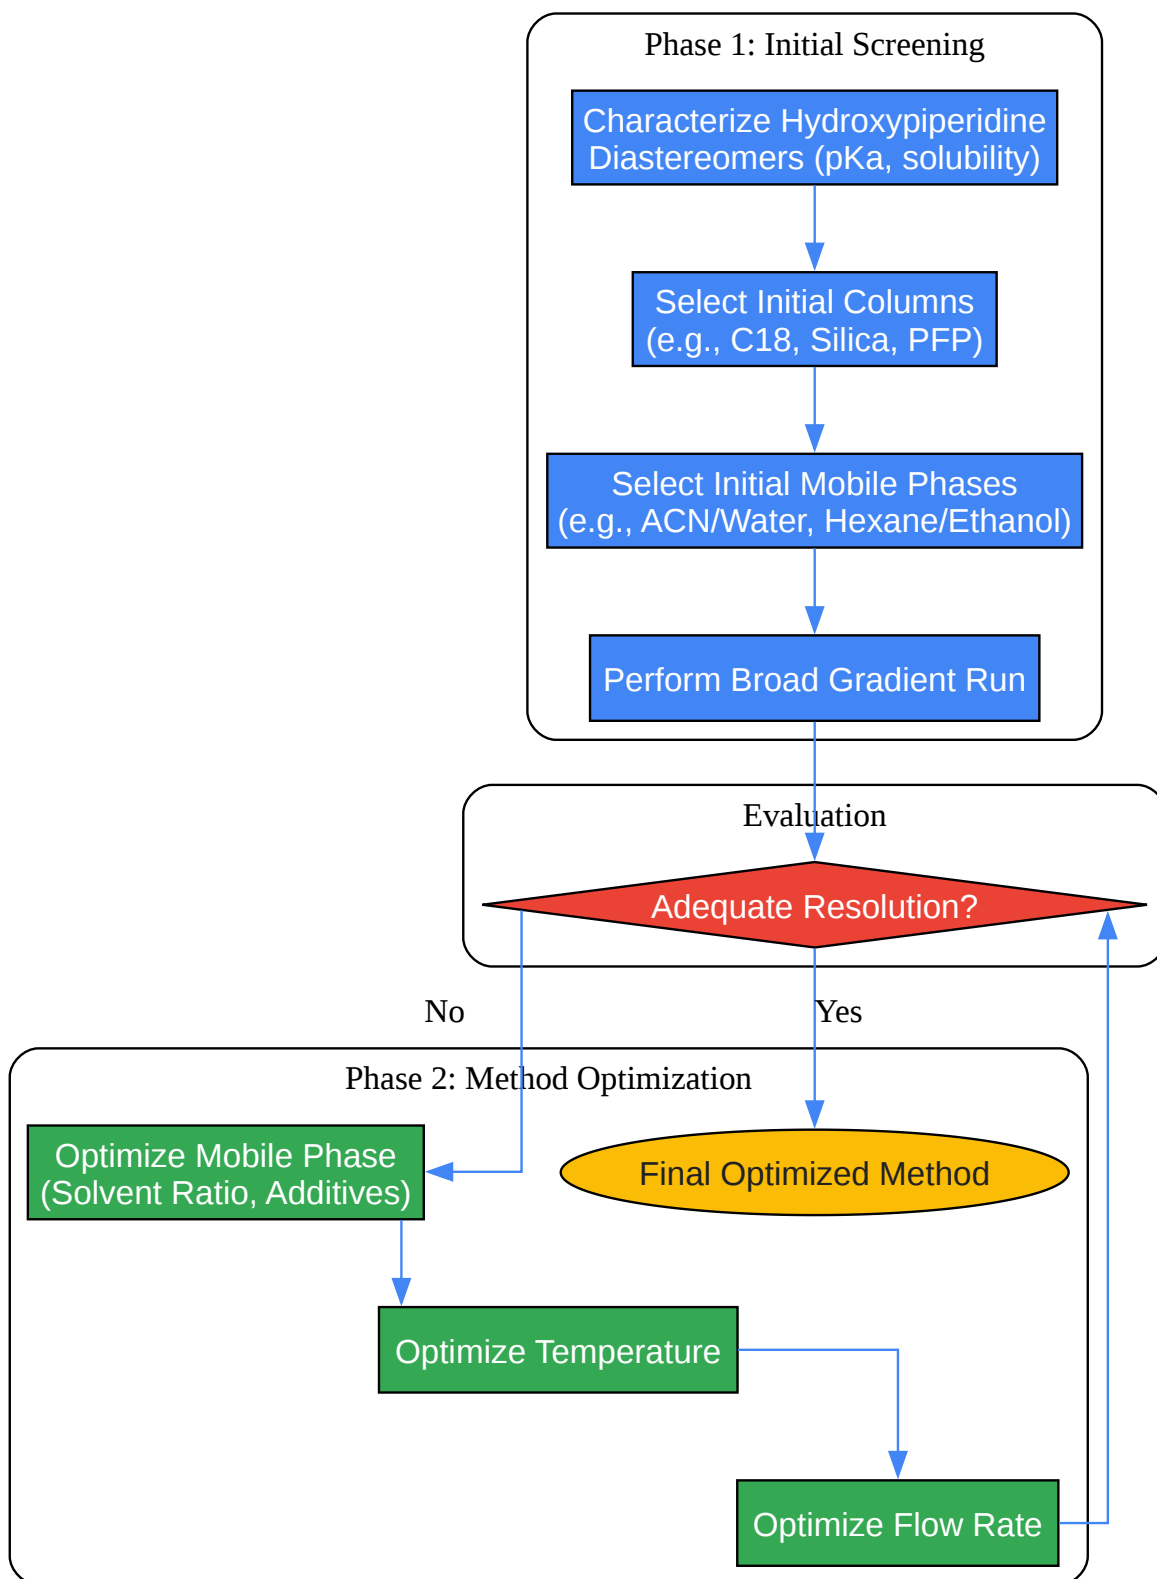 Phase 1: Initial Screening
Characterize Hydroxypiperidine
Diastereomers (pKa, solubility)
Select Initial Columns
(e.g., C18, Silica, PFP)
Select Initial Mobile Phases
(e.g., ACN/Water, Hexane/Ethanol)
Perform Broad Gradient Run
Evaluation
Adequate Resolution?
No
Yes
Phase 2: Method Optimization
Optimize Mobile Phase
(Solvent Ratio, Additives)
Final Optimized Method
Optimize Temperature
Optimize Flow Rate